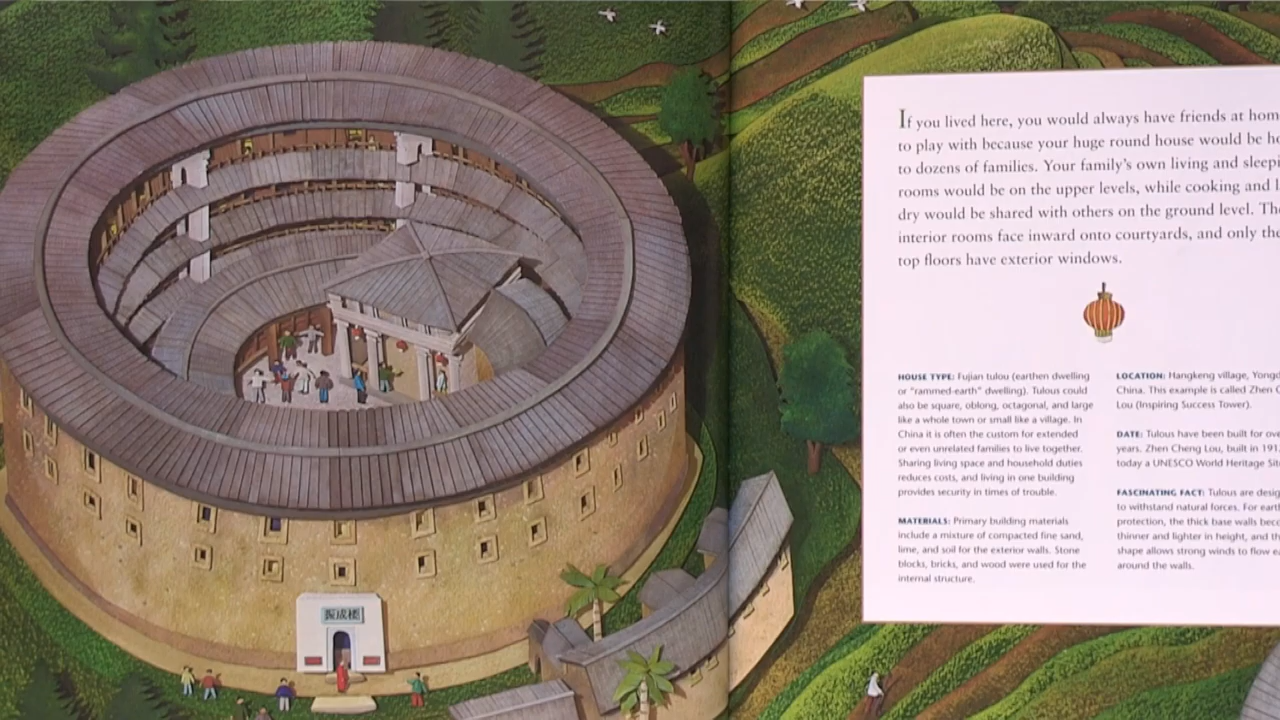 振成楼
If you lived here, you would always have friends at hom
to play with because your huge round house would be ho
to dozens of families. Your family's own living and sleepi
rooms would be on the upper levels, while cooking and l
dry would be shared with others on the ground level. Th
interior rooms face inward onto courtyards, and only the
top floors have exterior windows.
HOUSE TYPE: Fujian tulou (earthen dwelling
or "rammed-earth" dwelling). Tulous could
also be square, oblong, octagonal, and large
like a whole town or small like a village. In
China it is often the custom for extended
or even unrelated families to live together.
Sharing living space and household duties
reduces costs, and living in one building
provides security in times of trouble.
MATERIALS: Primary building materials
include a mixture of compacted fine sand,
lime, and soil for the exterior walls. Stone
blocks, bricks, and wood were used for the
internal structure.
LOCATION: Hangkeng village, Yongd
China. This example is called Zhen C
Lou (Inspiring Success Tower).
DATE: Tulous have been built for ove
years. Zhen Cheng Lou, built in 191
today a UNESCO World Heritage Sit
FASCINATING FACT: Tulous are desig
to withstand natural forces. For earth
protection, the thick base walls beco
thinner and lighter in height, and th
shape allows strong winds to flow ea
around the walls.